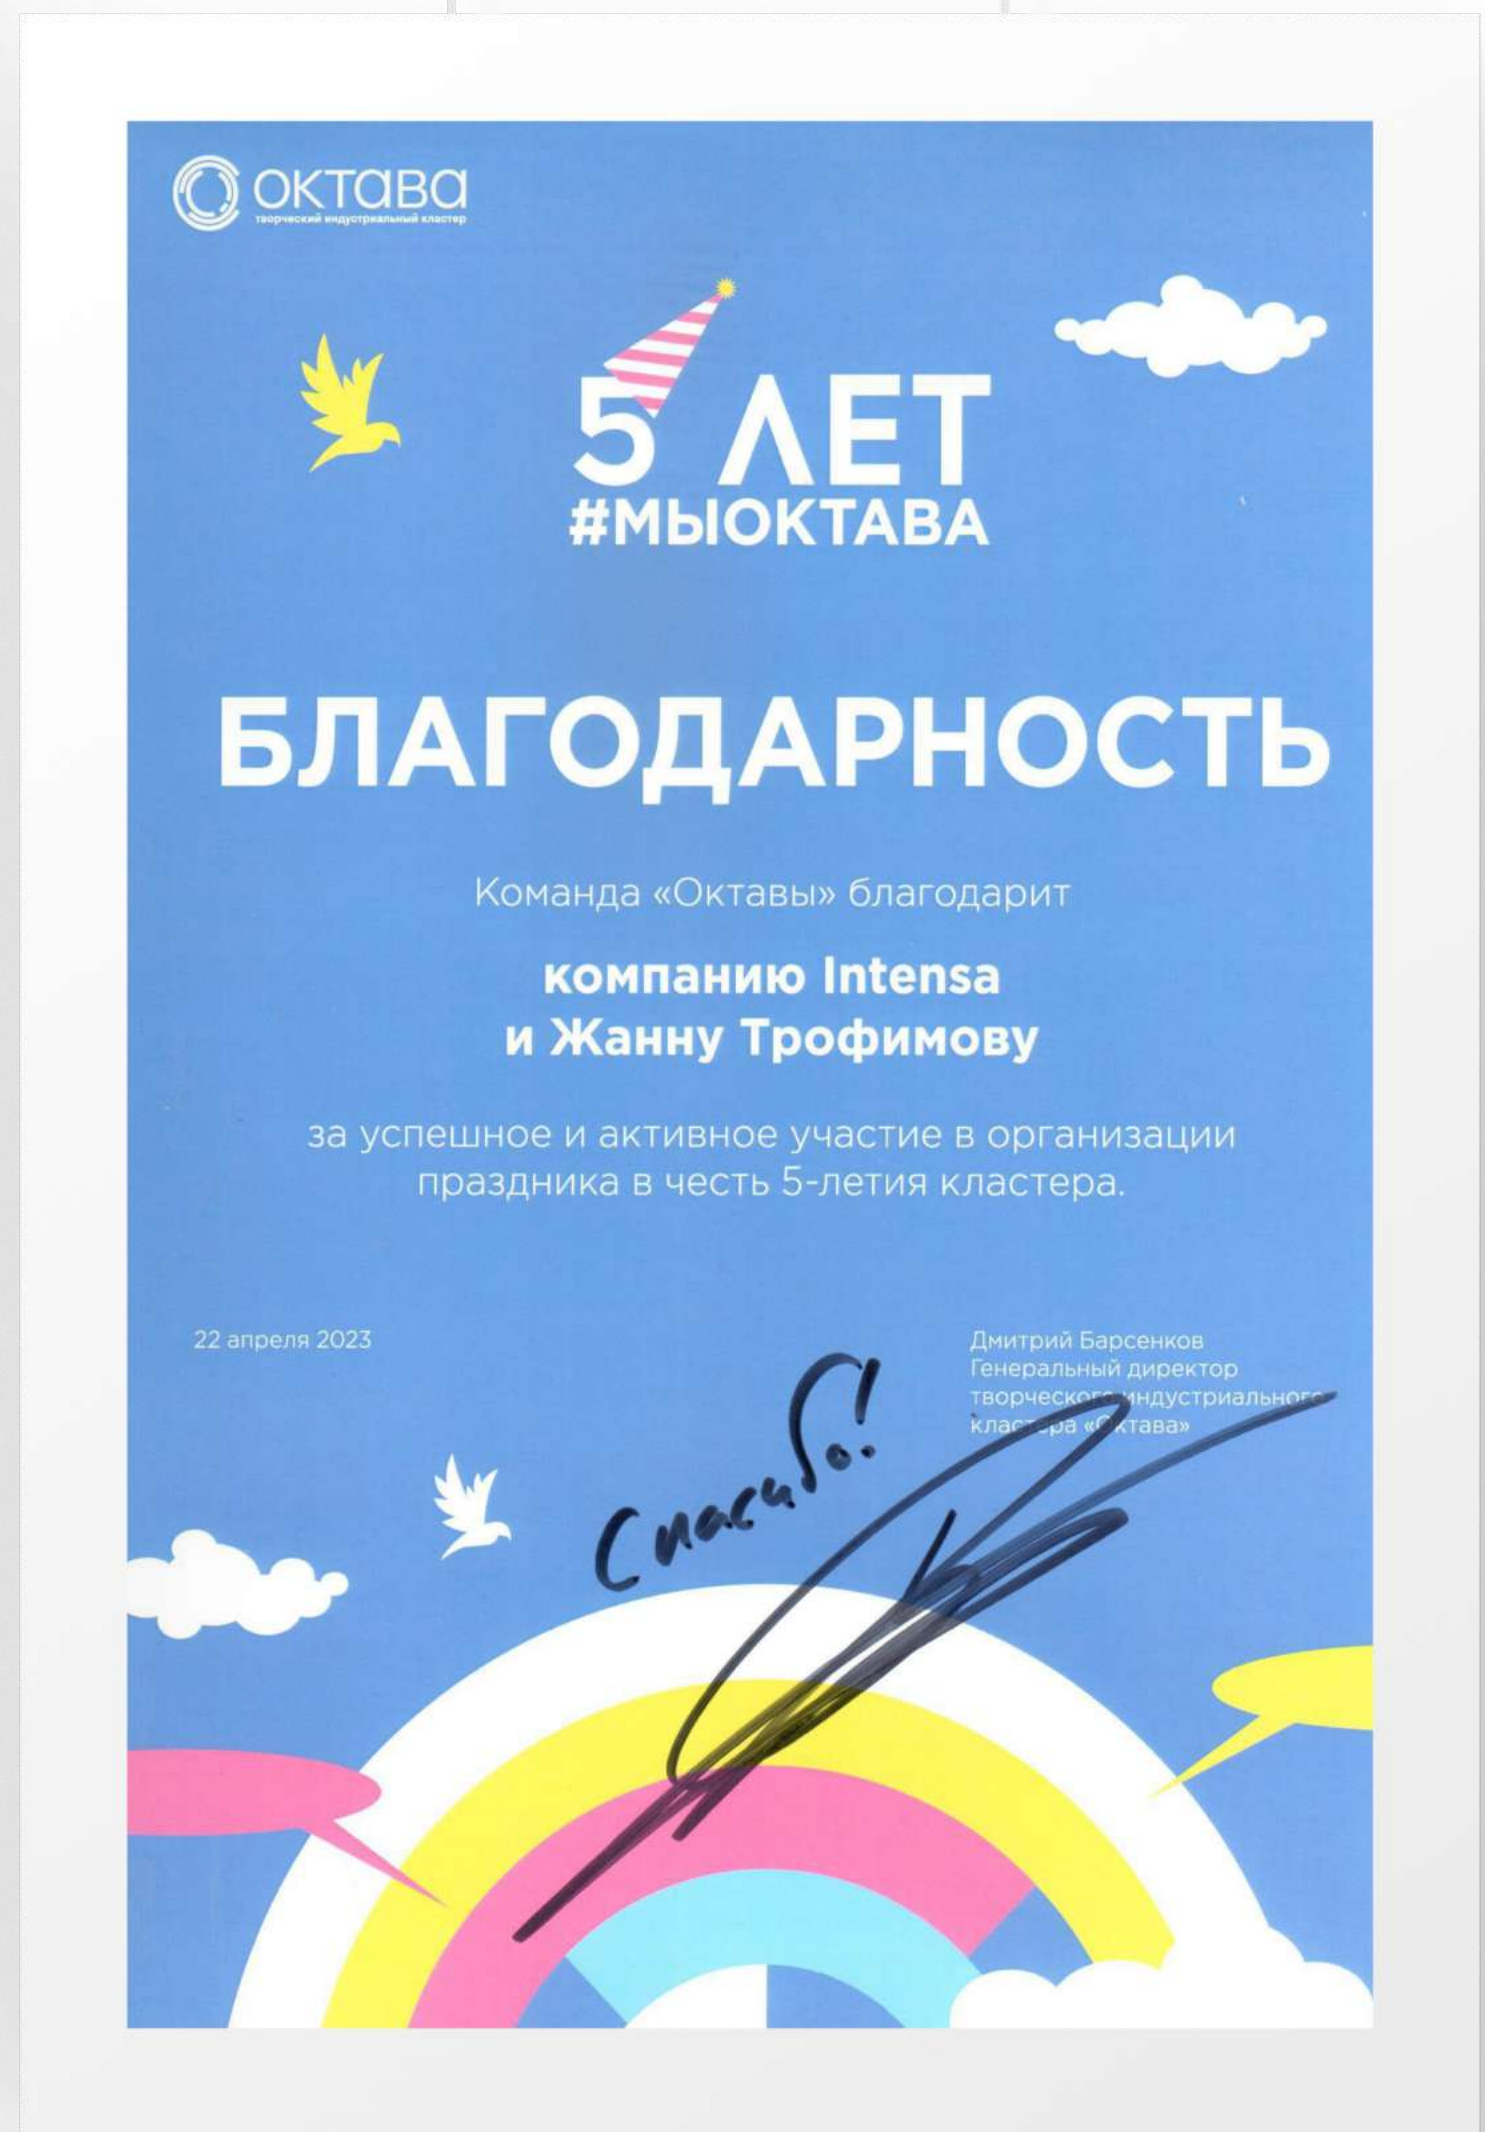 октава
творческий индустриальный кластер
5 ЛЕТ
#МЫОКТАВА
БЛАГОДАРНОСТЬ
Команда «Октавы» благодарит
компанию Intensa
и Жанну Трофимову
за успешное и активное участие в организации
праздника в честь 5-летия кластера.
22 апреля 2023
Дмитрий Барсенков
Генеральный директор
творческого индустриального
кластера «Октава»
Спасибо!